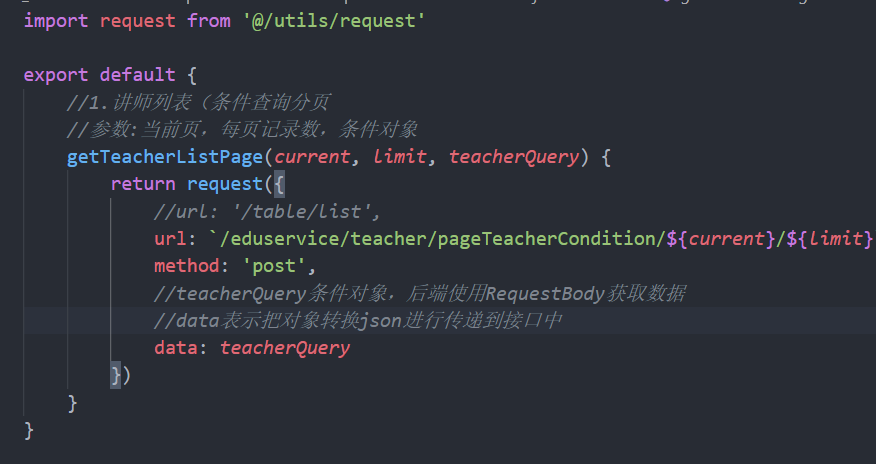 import request from '@/utils/request'
export default {
//1.讲师列表（条件查询分页
//参数:当前页，每页记录数，条件对象
getTeacherListPage(current, limit, teacherQuery) {
return request({
//url: '/table/list',
url: `/eduservice/teacher/pageTeacherCondition/${current}/${limit}
method: 'post',
//teacherQuery条件对象，后端使用RequestBody获取数据
//data表示把对象转换json进行传递到接口中
data: teacherQuery
})
}
}